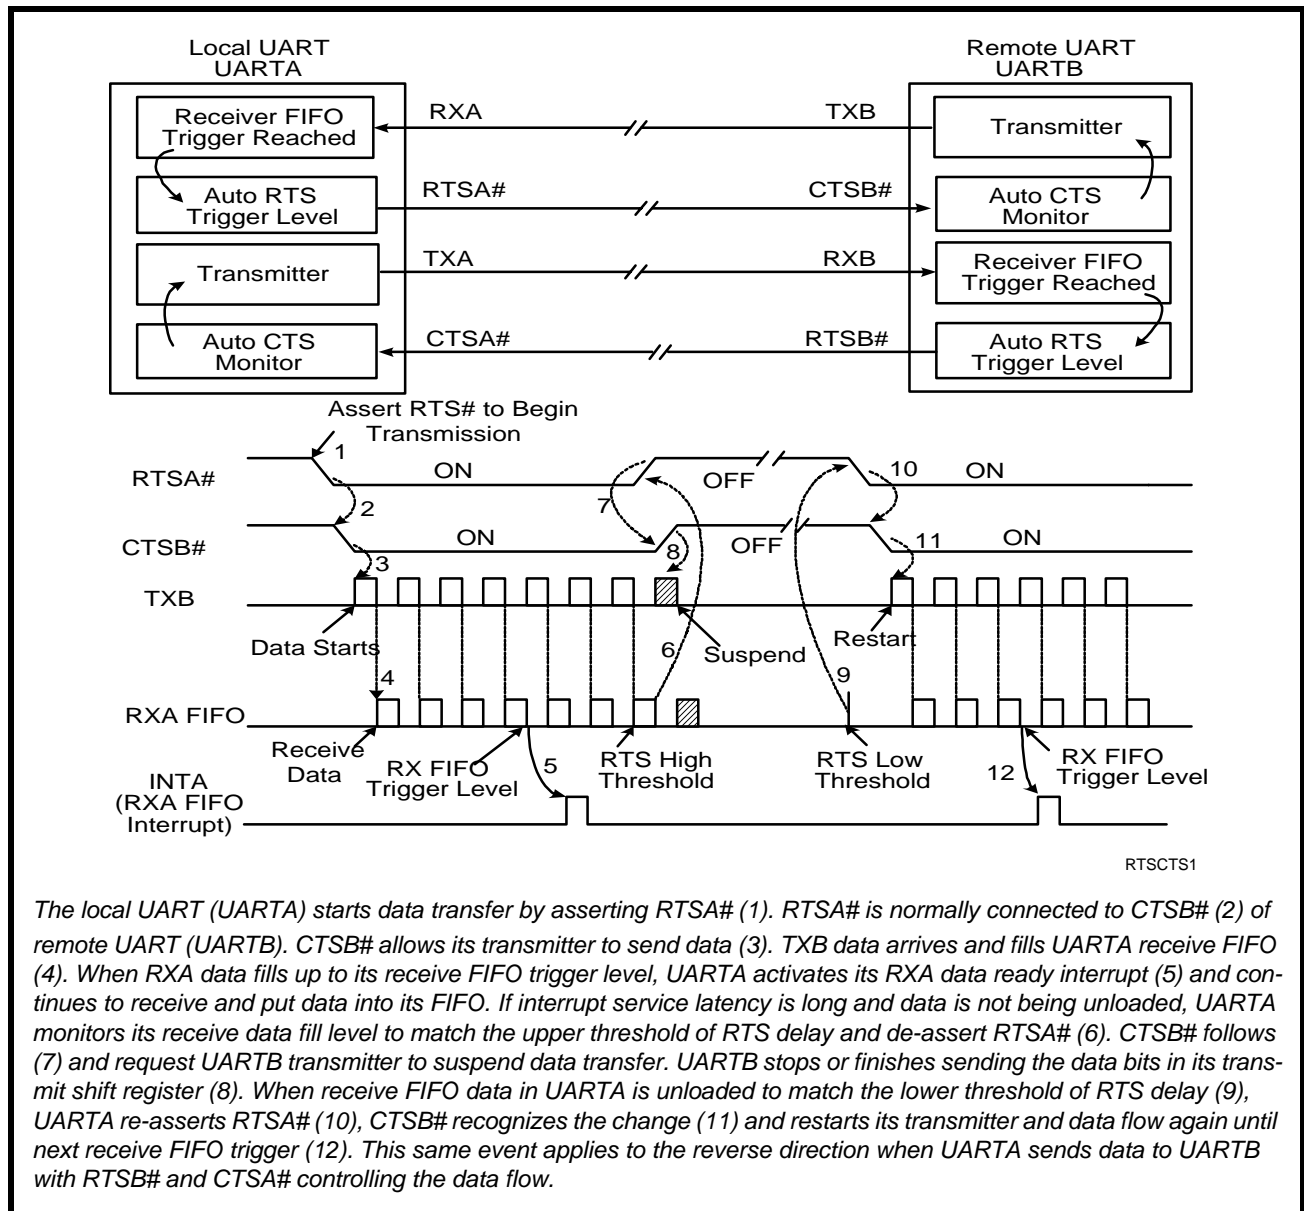 Local UART
UARTA
Remote UART
UARTB
Receiver FIFO
Trigger Reached
RXA
TXB
Transmitter
Auto RTS
Trigger Level
RTSA#
CTSB#
Auto CTS
Monitor
Transmitter
TXA
RXB
Receiver FIFO
Trigger Reached
Auto CTS
Monitor
CTSA#
RTSB#
Auto RTS
Trigger Level
Assert RTS# to Begin
Transmission
1
RTSA#
ON
OFF
10
ON
2
7
CTSB#
ON
8
OFF
11
ON
3
TXB
Data Starts
6
Suspend
Restart
4
9
RXA FIFO
Receive
Data
RX FIFO
Trigger Level
5
RTS High
Threshold
RTS Low
Threshold
12
RX FIFO
Trigger Level
INTA
(RXA FIFO
Interrupt)
RTSCTS1
The local UART (UARTA) starts data transfer by asserting RTSA# (1). RTSA# is normally connected to CTSB# (2) of
remote UART (UARTB). CTSB# allows its transmitter to send data (3). TXB data arrives and fills UARTA receive FIFO
(4). When RXA data fills up to its receive FIFO trigger level, UARTA activates its RXA data ready interrupt (5) and con-
tinues to receive and put data into its FIFO. If interrupt service latency is long and data is not being unloaded, UARTA
monitors its receive data fill level to match the upper threshold of RTS delay and de-assert RTSA# (6). CTSB# follows
(7) and request UARTB transmitter to suspend data transfer. UARTB stops or finishes sending the data bits in its trans-
mit shift register (8). When receive FIFO data in UARTA is unloaded to match the lower threshold of RTS delay (9),
UARTA re-asserts RTSA# (10), CTSB# recognizes the change (11) and restarts its transmitter and data flow again until
next receive FIFO trigger (12). This same event applies to the reverse direction when UARTA sends data to UARTB
with RTSB# and CTSA# controlling the data flow.